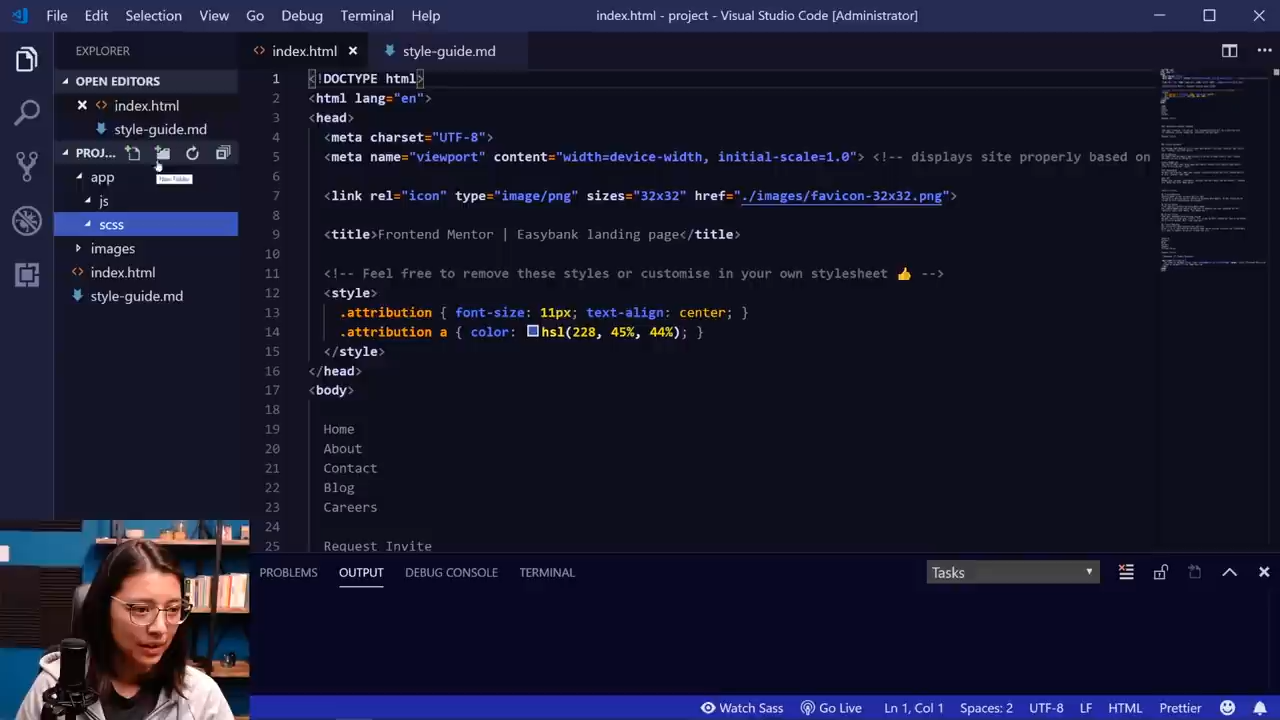 File Edit Selection View Go Debug Terminal Help
index.html - project - Visual Studio Code [Administrator]
EXPLORER
index.html
style-guide.md
OPEN EDITORS
index.html
style-guide.md
PROJ...
New Folder
app
js
scss
images
index.html
style-guide.md
1 <!DOCTYPE html>
2 <html lang="en">
3 <head>
4 <meta charset="UTF-8">
5 <meta name="viewport" content="width=device-width, initial-scale=1.0"> <!-- displays site properly based on
6
7 <link rel="icon" type="image/png" sizes="32x32" href="./images/favicon-32x32.png">
8
9 <title>Frontend Mentor | Easybank landing page</title>
10
11 <!-- Feel free to remove these styles or customise in your own stylesheet 👍 -->
12 <style>
13 .attribution { font-size: 11px; text-align: center; }
14 .attribution a { color: hsl(228, 45%, 44%); }
15 </style>
16 </head>
17 <body>
18
19 Home
20 About
21 Contact
22 Blog
23 Careers
24
25 Request Invite
PROBLEMS OUTPUT DEBUG CONSOLE TERMINAL
Tasks
Watch Sass Go Live Ln 1, Col 1 Spaces: 2 UTF-8 LF HTML Prettier